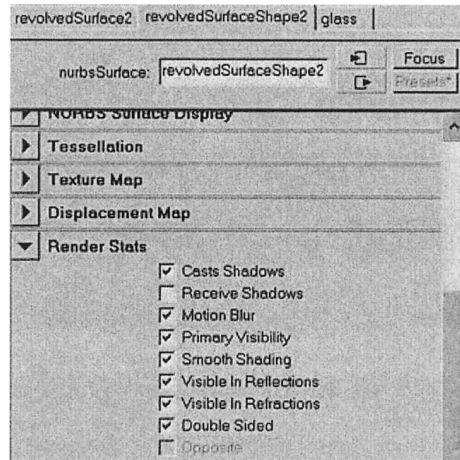 revolvedSurface2 revolvedSurfaceShape2 glass
nurbsSurface: revolvedSurfaceShape2
Focus
Presets*
NURBS Surface Display
Tessellation
Texture Map
Displacement Map
Render Stats
Casts Shadows
Receive Shadows
Motion Blur
Primary Visibility
Smooth Shading
Visible In Reflections
Visible In Refractions
Double Sided
Opposite